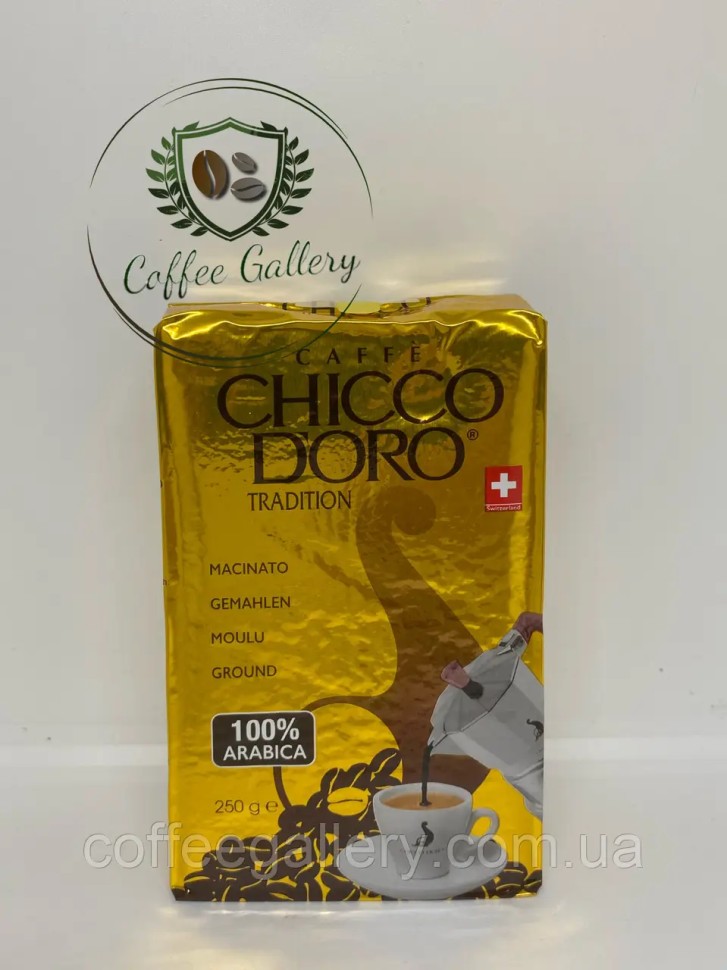 Coffee Gallery
CAFFÈ
CHICCO
D'ORO®
TRADITION
Switzerland
MACINATO
GEMAHLEN
MOULU
GROUND
100%
ARABICA
250 g e
coffeegallery.com.ua